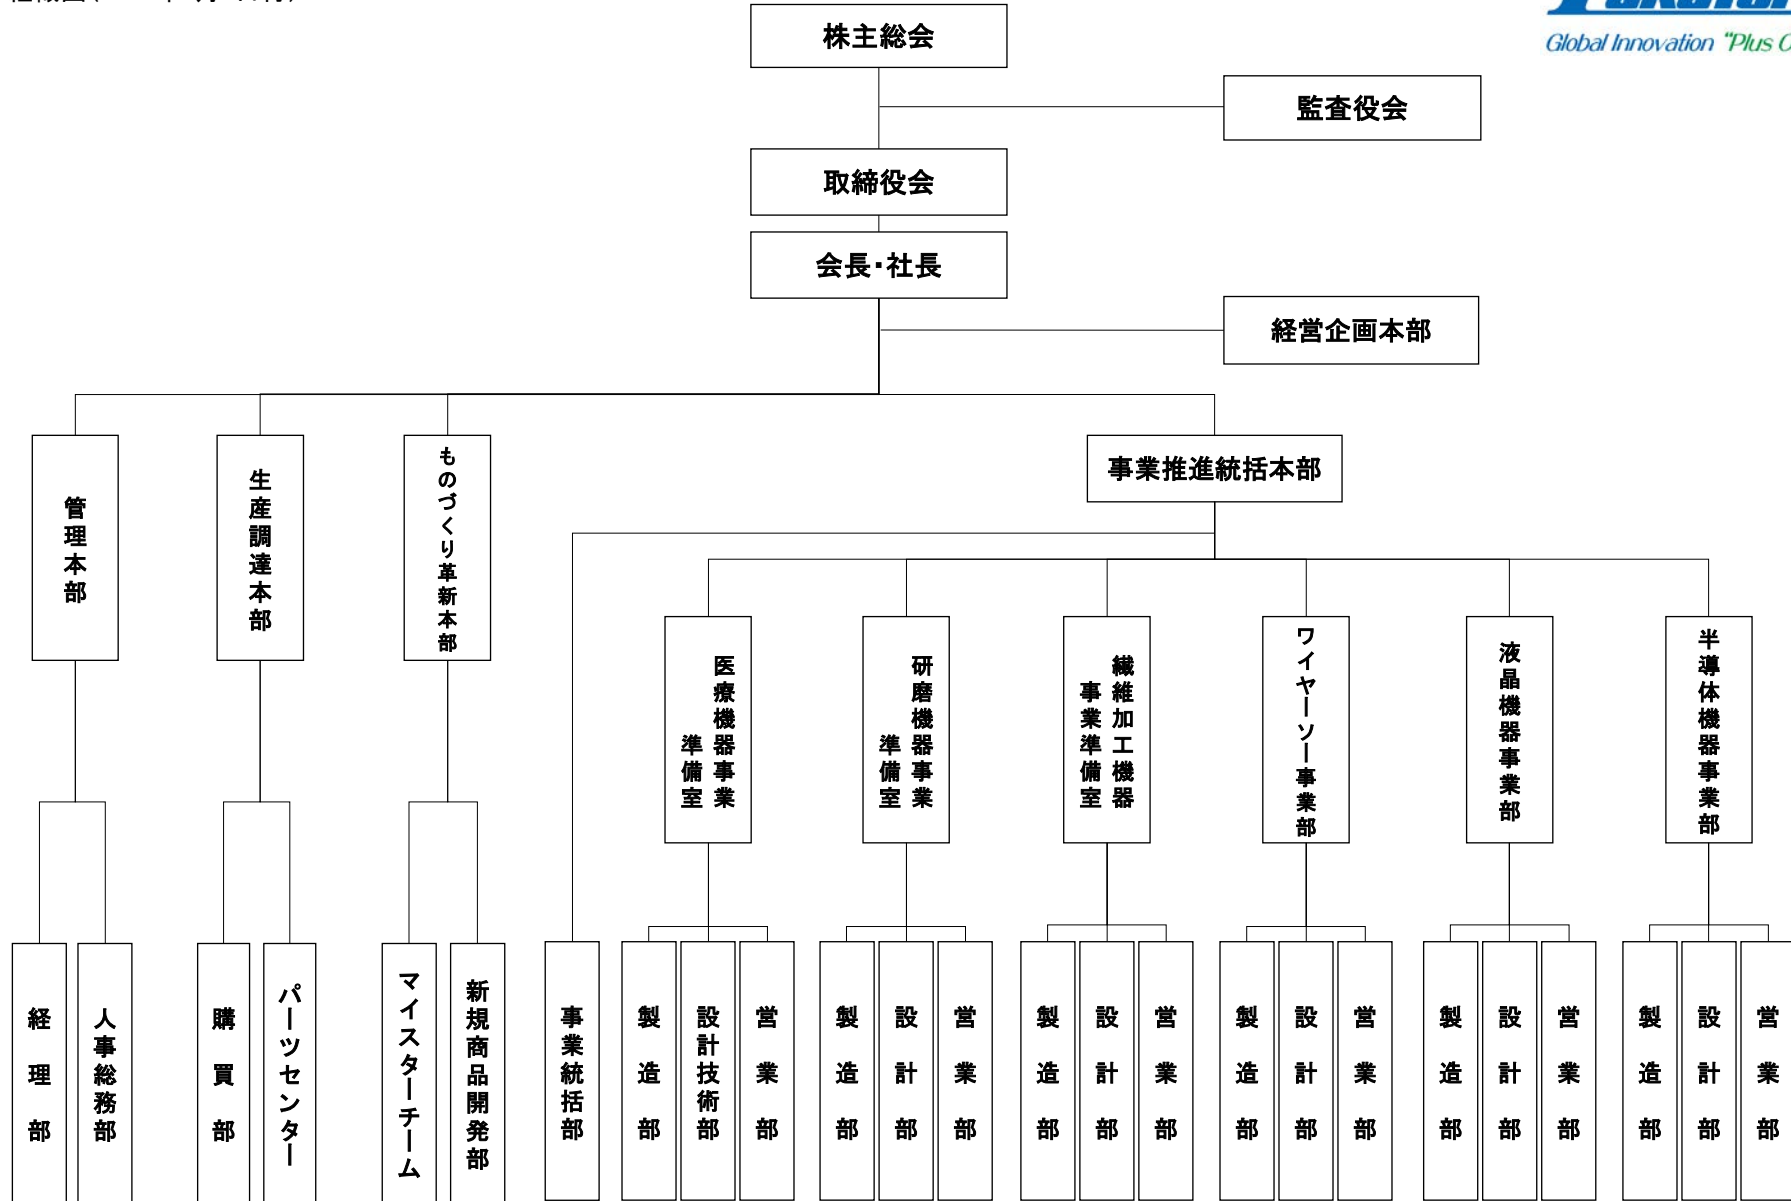 株主総会
Global Innovation "Plus
監査役会
取締役会
会長・社長
経営企画本部
管理本部
生産調達本部
ものづくり革新本部
事業推進統括本部
医療機器事業
準備室
研磨機器事業
準備室
繊維加工機器
事業準備室
ワイヤーソー事業部
液晶機器事業部
半導体機器事業部
経理部
人事総務部
購買部
パーツセンター
マイスターチーム
新規商品開発部
事業統括部
製造部
設計技術部
営業部
製造部
設計部
営業部
製造部
設計部
営業部
製造部
設計部
営業部
製造部
設計部
営業部
製造部
設計部
営業部